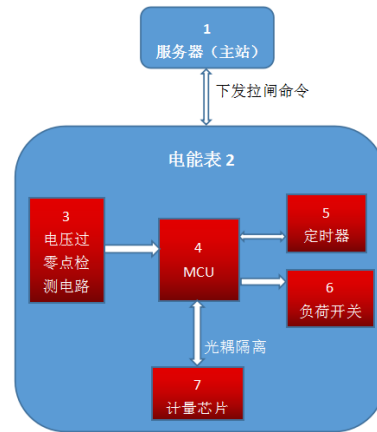 1
服务器（主站）
下发拉闸命令
电能表 2
3
电压过
零点检
测电路
4
MCU
5
定时器
6
负荷开关
光耦隔离
7
计量芯片